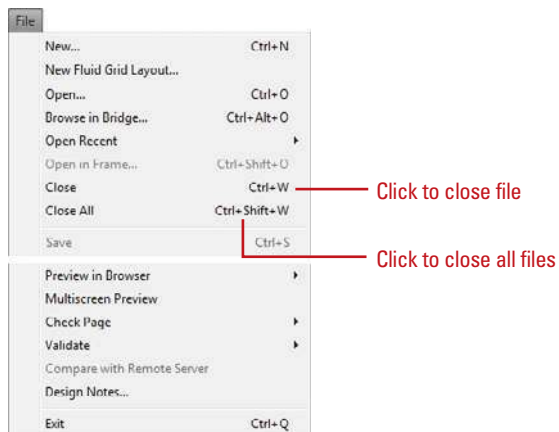 File
New... Ctrl+N
New Fluid Grid Layout...
Open... Ctrl+O
Browse in Bridge... Ctrl+Alt+O
Open Recent
Open in Frame... Ctrl+Shift+O
Close Ctrl+W Click to close file
Close All Ctrl+Shift+W
Save Ctrl+S
Click to close all files
Preview in Browser
Multiscreen Preview
Check Page
Validate
Compare with Remote Server
Design Notes...
Exit Ctrl+Q